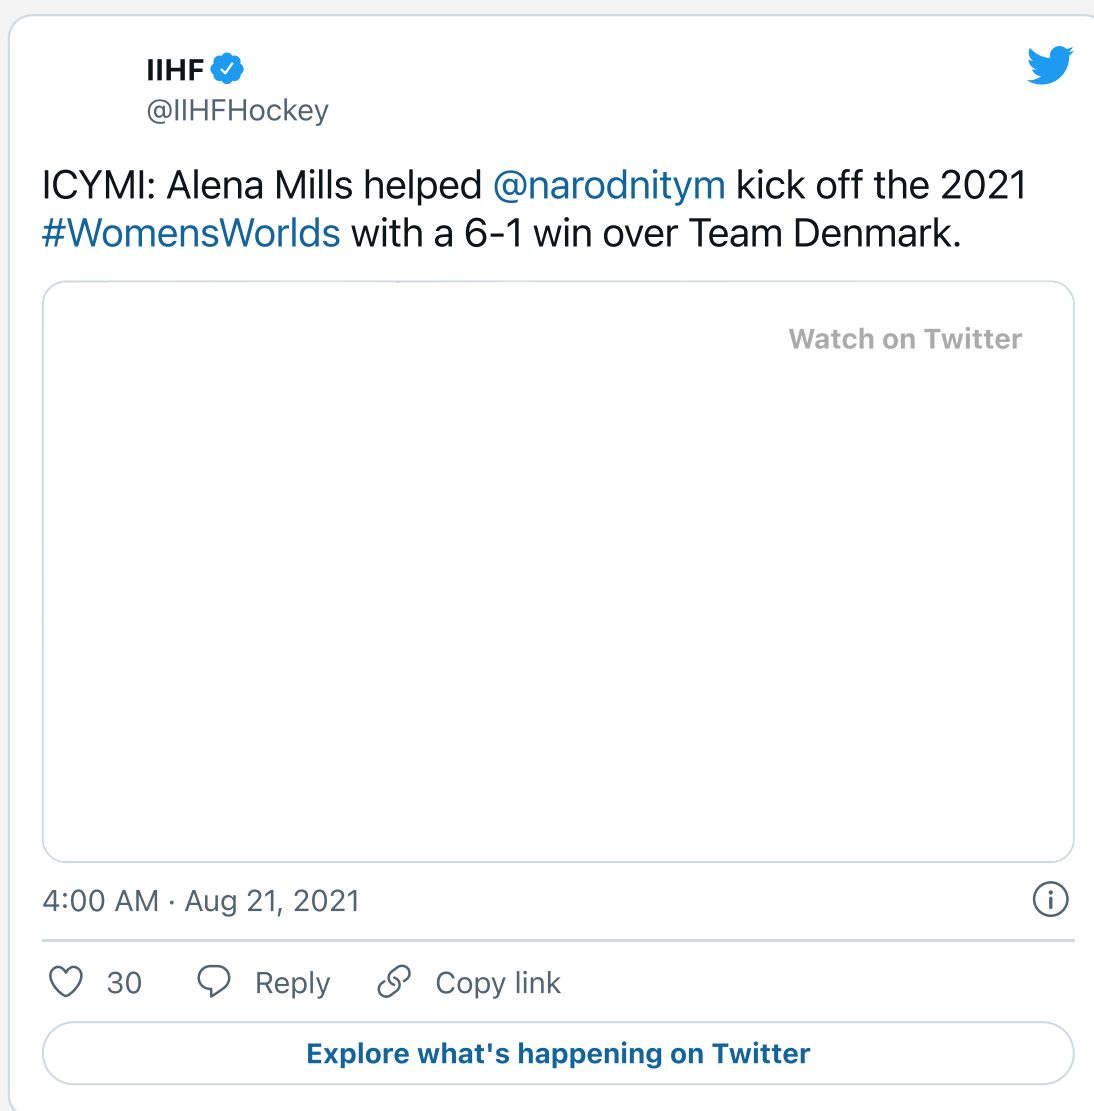 IIHF
@IIHFHockey
ICYMI: Alena Mills helped @narodnitym kick off the 2021
#WomensWorlds with a 6-1 win over Team Denmark.
Watch on Twitter
4:00 AM · Aug 21, 2021
30 Reply Copy link
Explore what's happening on Twitter